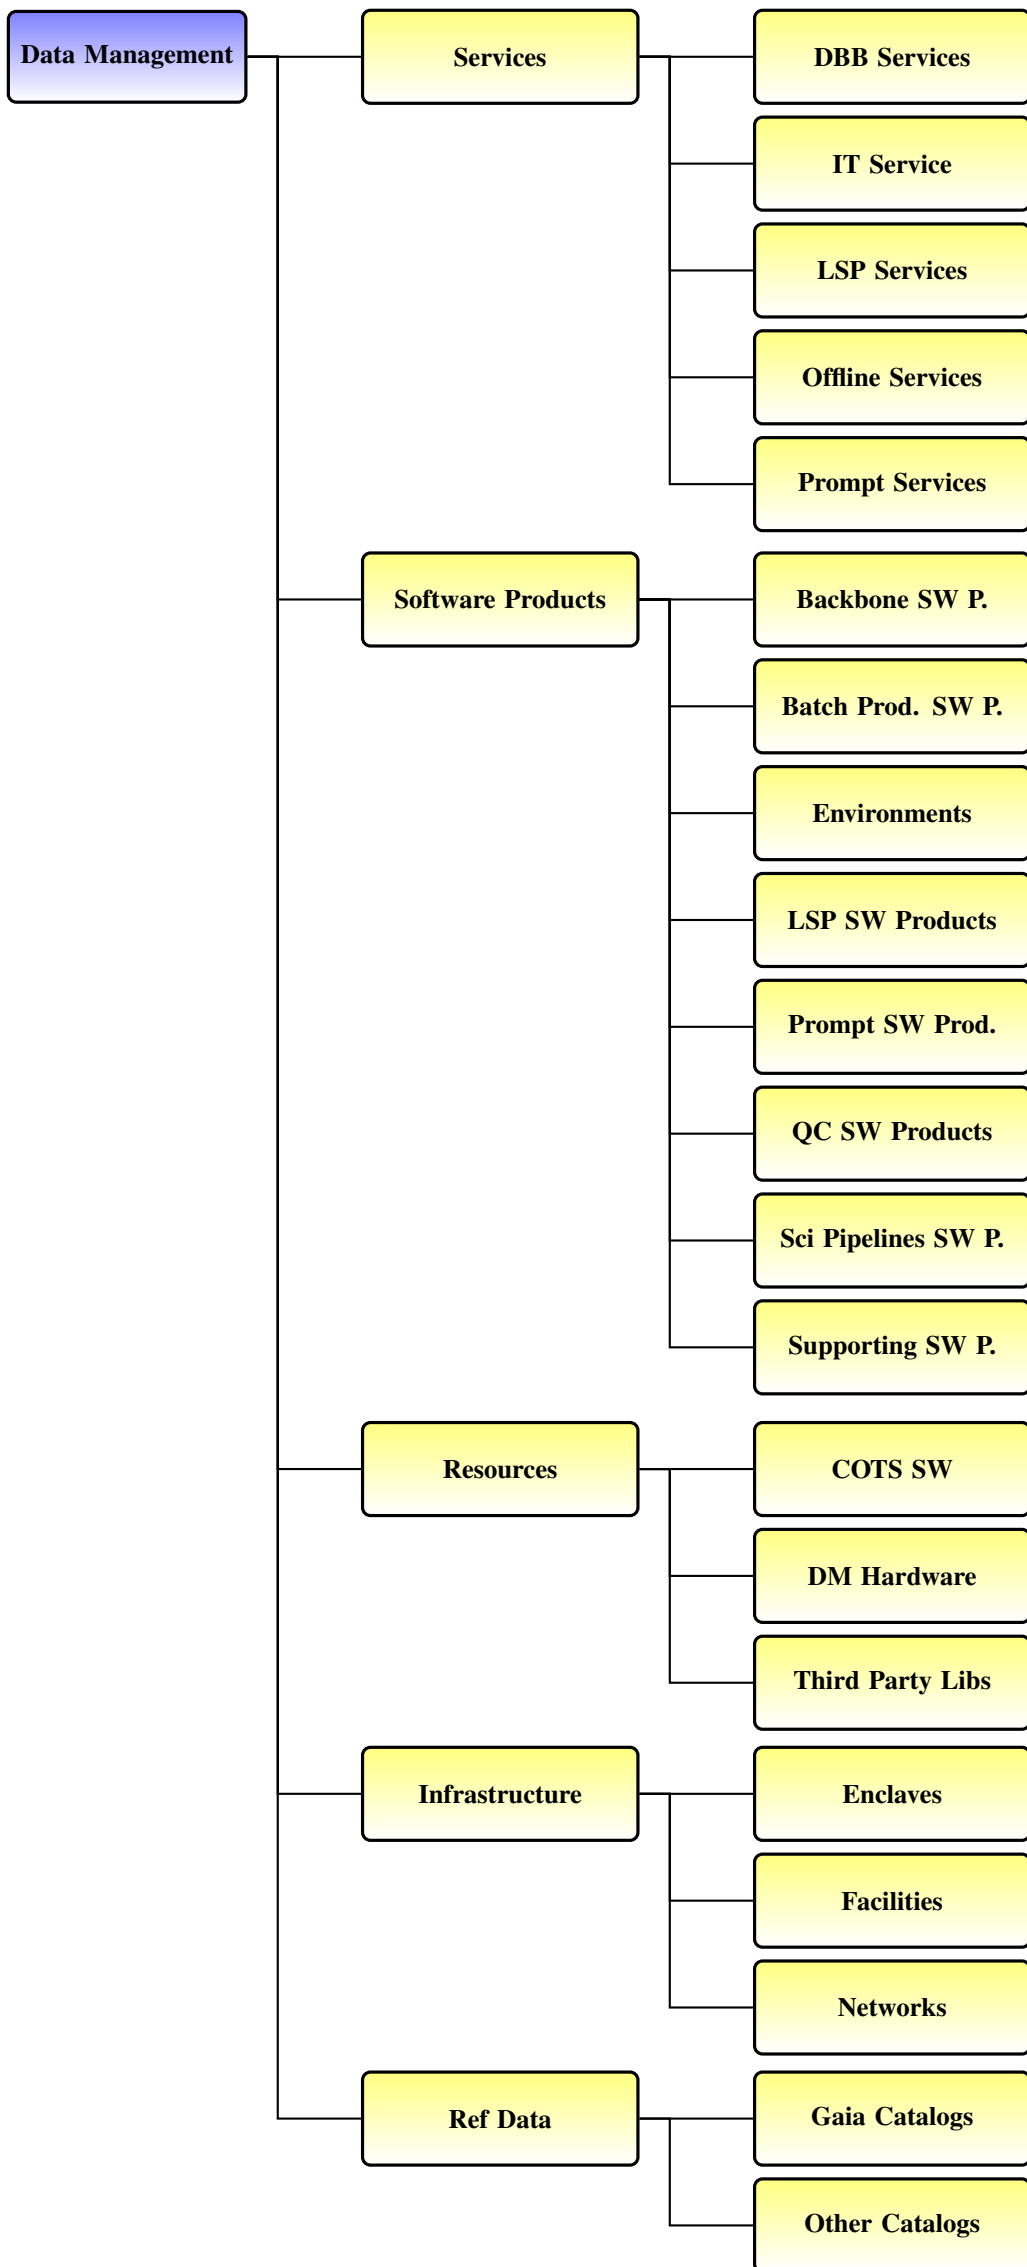 Data Management
Services
DBB Services
IT Service
LSP Services
Offline Services
Prompt Services
Software Products
Backbone SW P.
Batch Prod. SW P.
Environments
LSP SW Products
Prompt SW Prod.
QC SW Products
Sci Pipelines SW P.
Supporting SW P.
Resources
COTS SW
DM Hardware
Third Party Libs
Infrastructure
Enclaves
Facilities
Networks
Ref Data
Gaia Catalogs
Other Catalogs